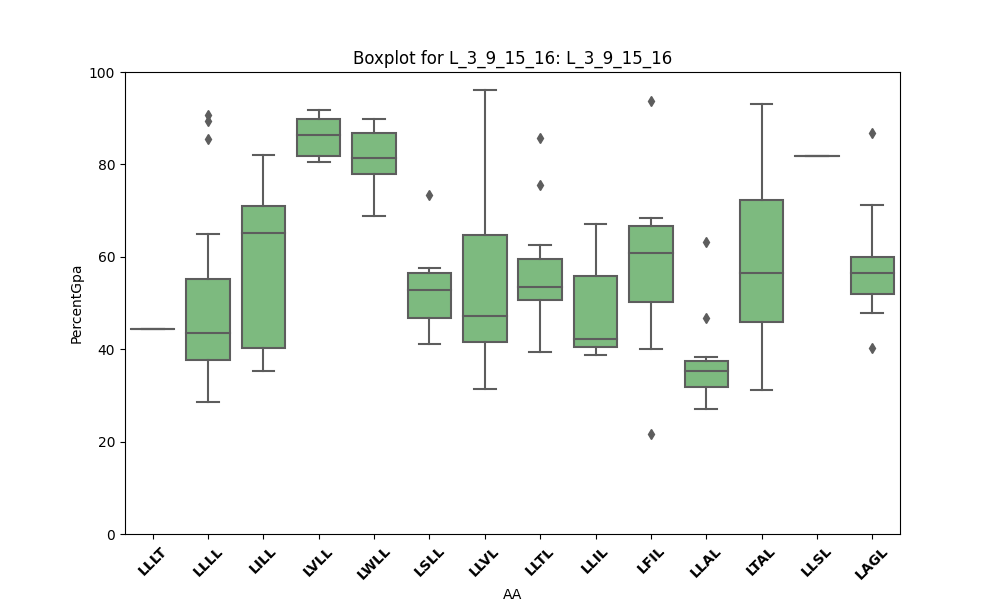 Boxplot for L_3_9_15_16: L_3_9_15_16
100
80
60
40
20
0
PercentGpa
LLLT LLLL LILL LVLL LWLL LSLL LLVL LLTL LLIL LFIL LLAL LTAL LLSL LAGL
AA